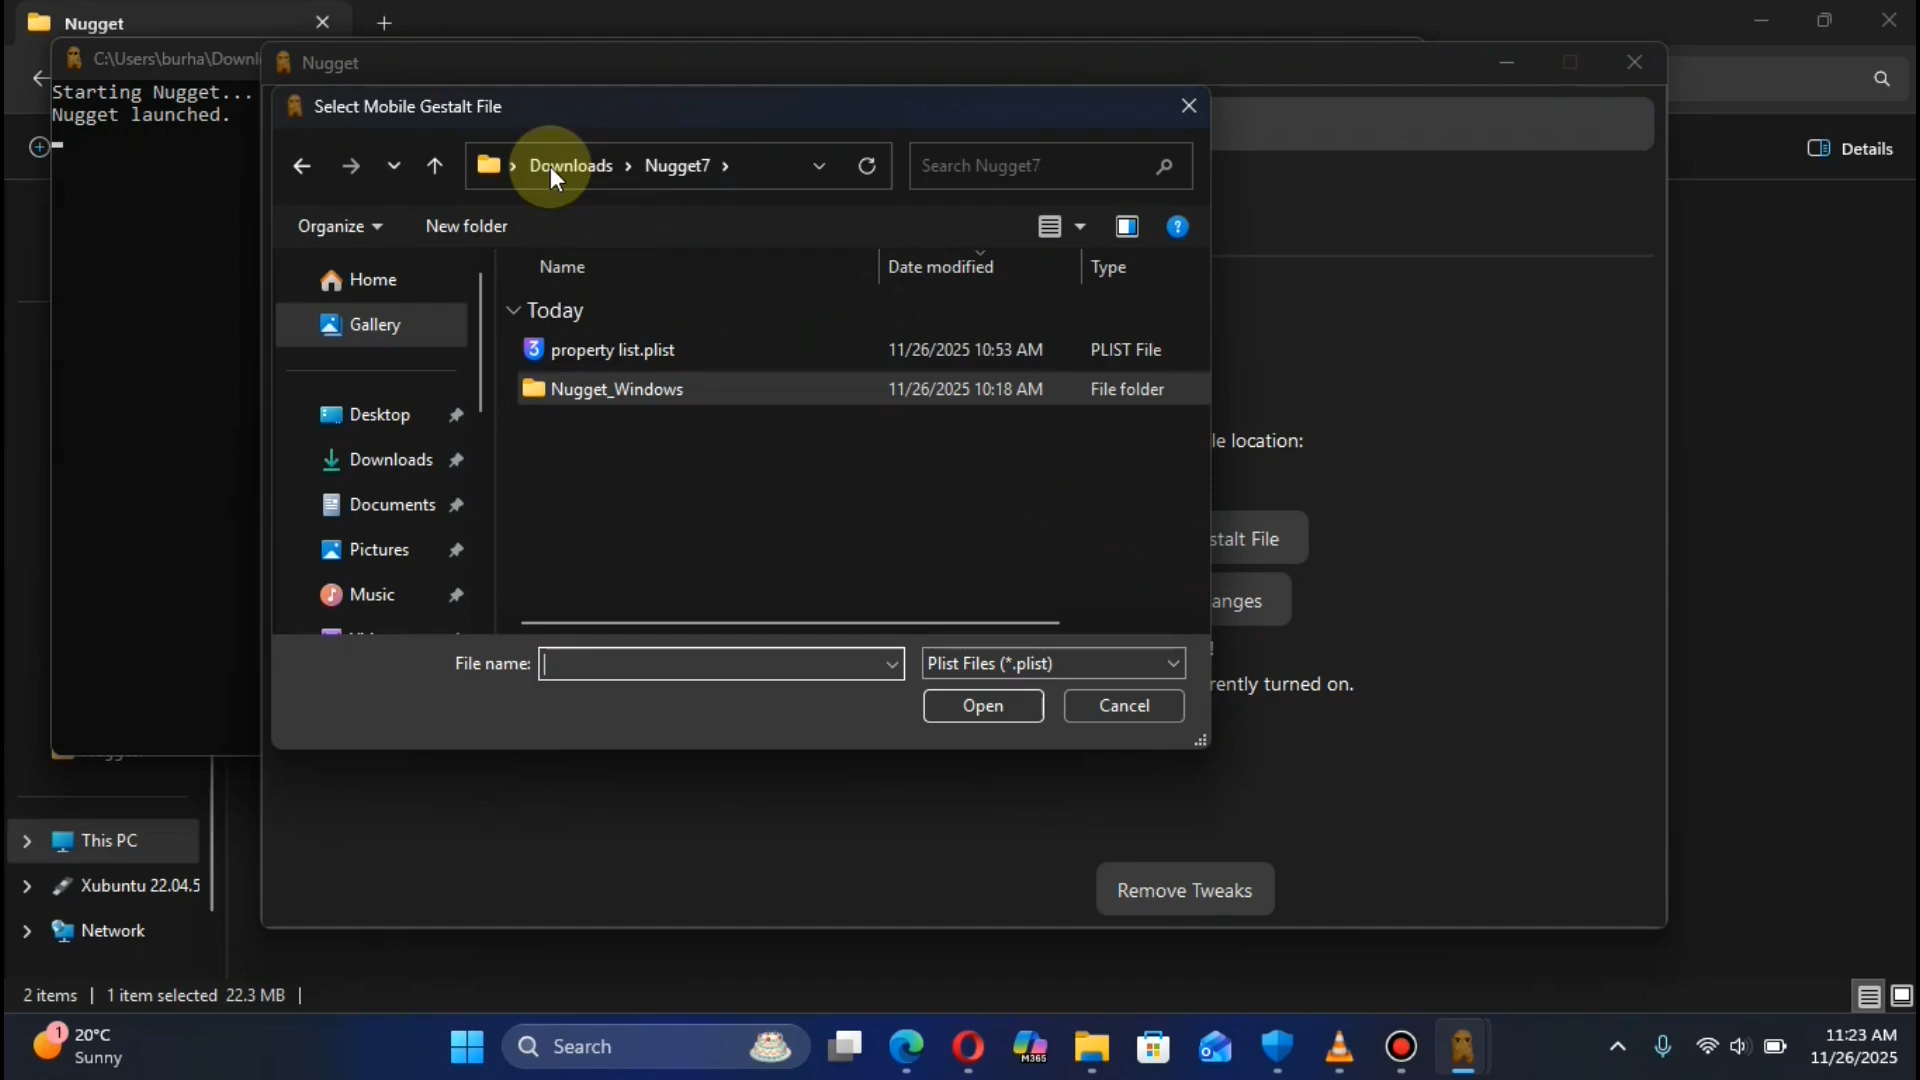 Nugget
C:\Users\burha\Downl
Nugget
Starting Nugget...
Nugget launched.
Select Mobile Gestalt File
Downloads > Nugget7 >
Search Nugget7
Details
Organize
New folder
Name
Date modified
Type
Home
Gallery
Today
property list.plist 11/26/2025 10:53 AM PLIST File
Nugget_Windows 11/26/2025 10:18 AM File folder
Desktop
Downloads
Documents
Pictures
Music
le location:
stalt File
anges
!
rently turned on.
File name:
Plist Files (*.plist)
Open
Cancel
Remove Tweaks
This PC
Xubuntu 22.04.5
Network
2 items | 1 item selected 22.3 MB |
1
20°C
Sunny
Search
M365
11:23 AM
11/26/2025